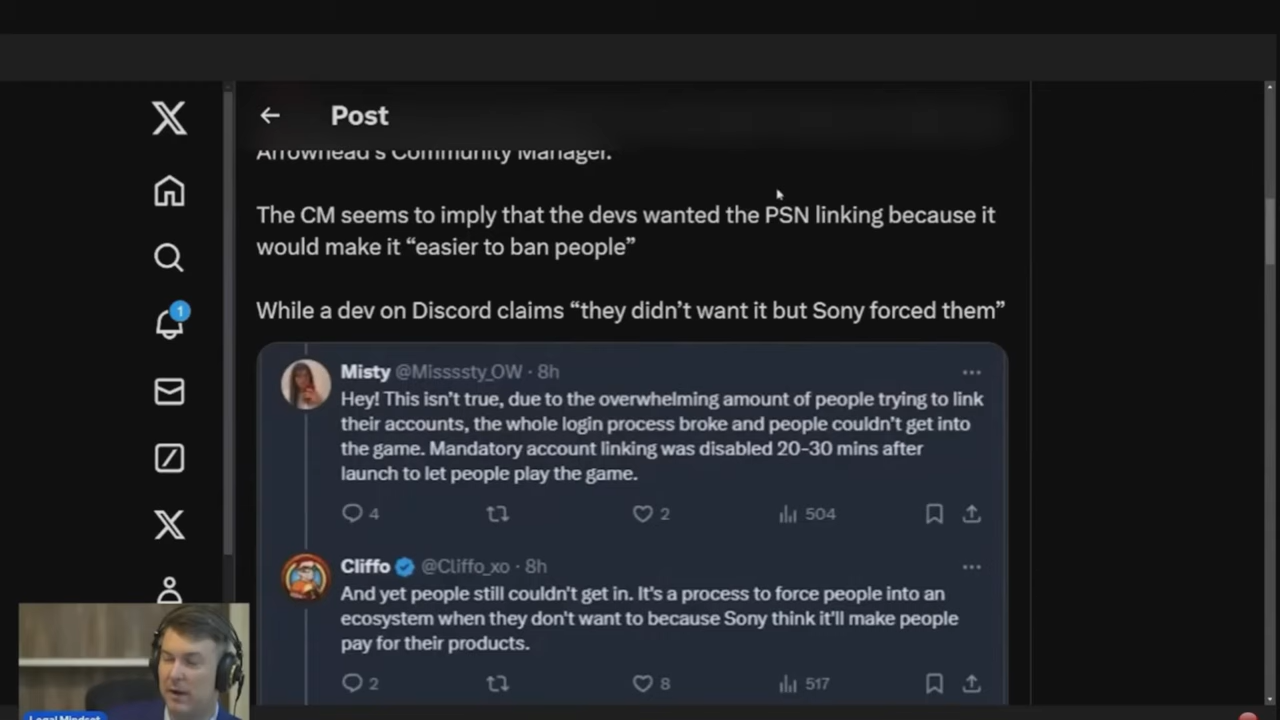 Post
Arrowhead's Community Manager.
The CM seems to imply that the devs wanted the PSN linking because it
would make it “easier to ban people”
While a dev on Discord claims “they didn’t want it but Sony forced them”
1
Misty @Missssty_OW · 8h
Hey! This isn’t true, due to the overwhelming amount of people trying to link
their accounts, the whole login process broke and people couldn’t get into
the game. Mandatory account linking was disabled 20-30 mins after
launch to let people play the game.
4 2 504
Cliffo @Cliffo_xo · 8h
And yet people still couldn't get in. It's a process to force people into an
ecosystem when they don't want to because Sony think it'll make people
pay for their products.
2 8 517
Legal Mindset